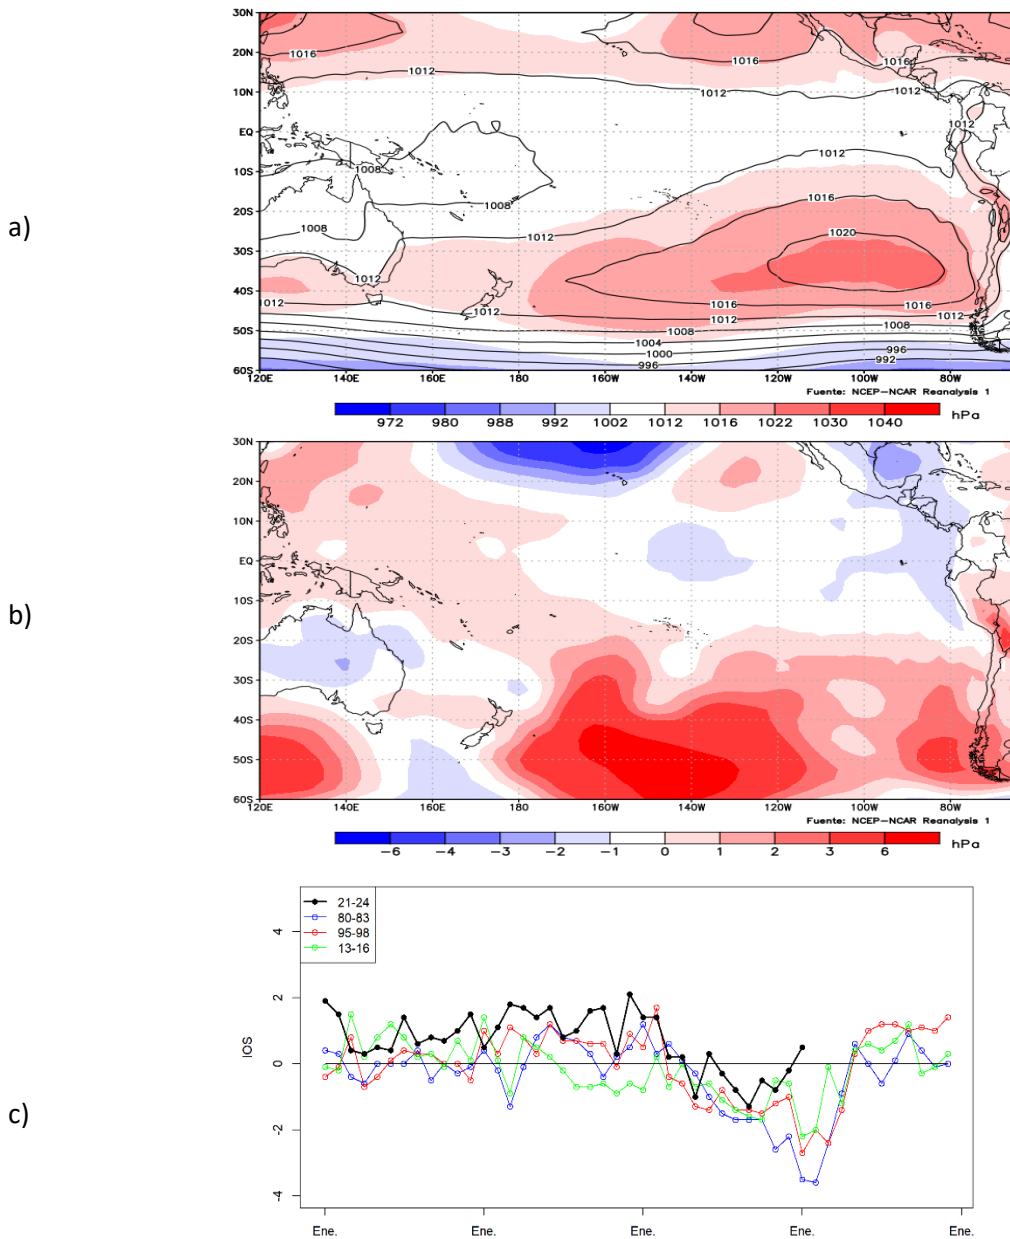 a)
30N
20N
10N
EQ
10S
20S
30S
40S
50S
60S
1016
1016
1016
1012
1012
1012
1012
1012
1008
1012
1008
1016
1008
1012
1020
1012
1012
1012
1016
1016
1012
1012
1008
1008
1004
1000
996
996
992
120E
140E
160E
180
160W
140W
120W
100W
80W
Fuente: NCEP-NCAR Reanalysis 1
972
980
988
992
1002
1012
1016
1022
1030
1040
hPa
b)
30N
20N
10N
EQ
10S
20S
30S
40S
50S
60S
120E
140E
160E
180
160W
140W
120W
100W
80W
Fuente: NCEP-NCAR Reanalysis 1
-6
-4
-3
-2
-1
0
1
2
3
6
hPa
c)
21-24
80-83
95-98
13-16
IOS
4
2
0
-2
-4
Ene.
Ene.
Ene.
Ene.
Ene.